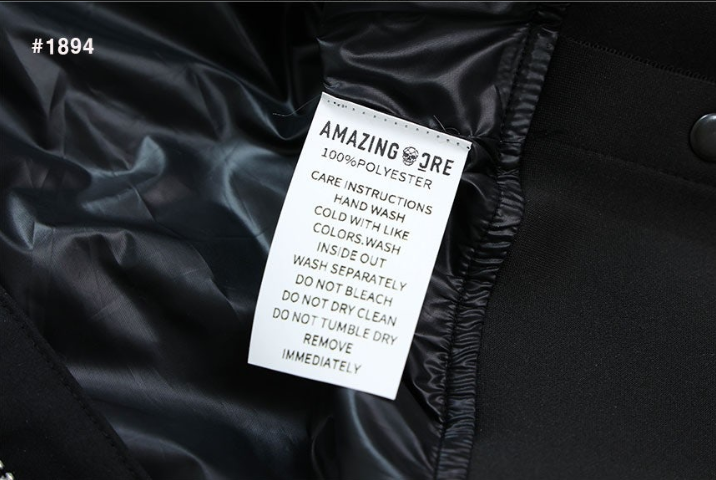 #1894
AMAZING ORE
100%POLYESTER
CARE INSTRUCTIONS
HAND WASH
COLD WITH LIKE
COLORS,WASH
INSIDE OUT
WASH SEPARATELY
DO NOT BLEACH
DO NOT DRY CLEAN
DO NOT TUMBLE DRY
REMOVE
IMMEDIATELY